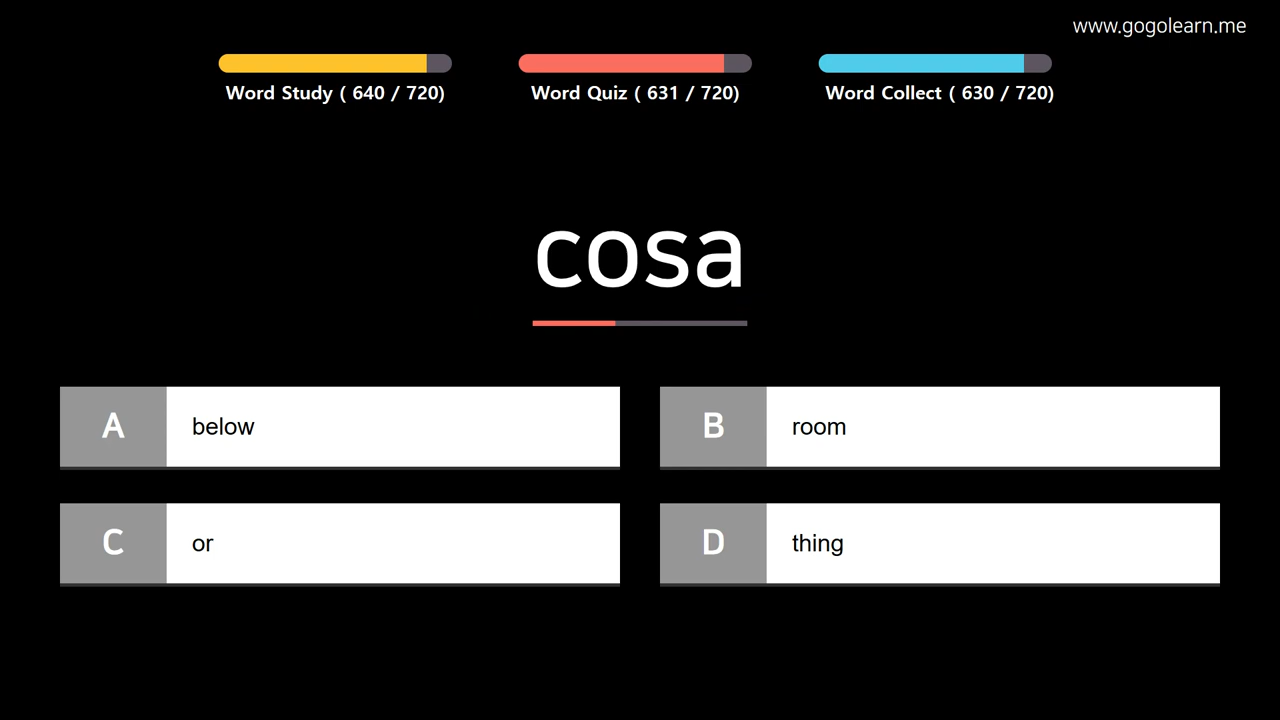 www.gogolearn.me
Word Study ( 640 / 720)
Word Quiz ( 631 / 720)
Word Collect ( 630 / 720)
cosa
A below
B room
C or
D thing